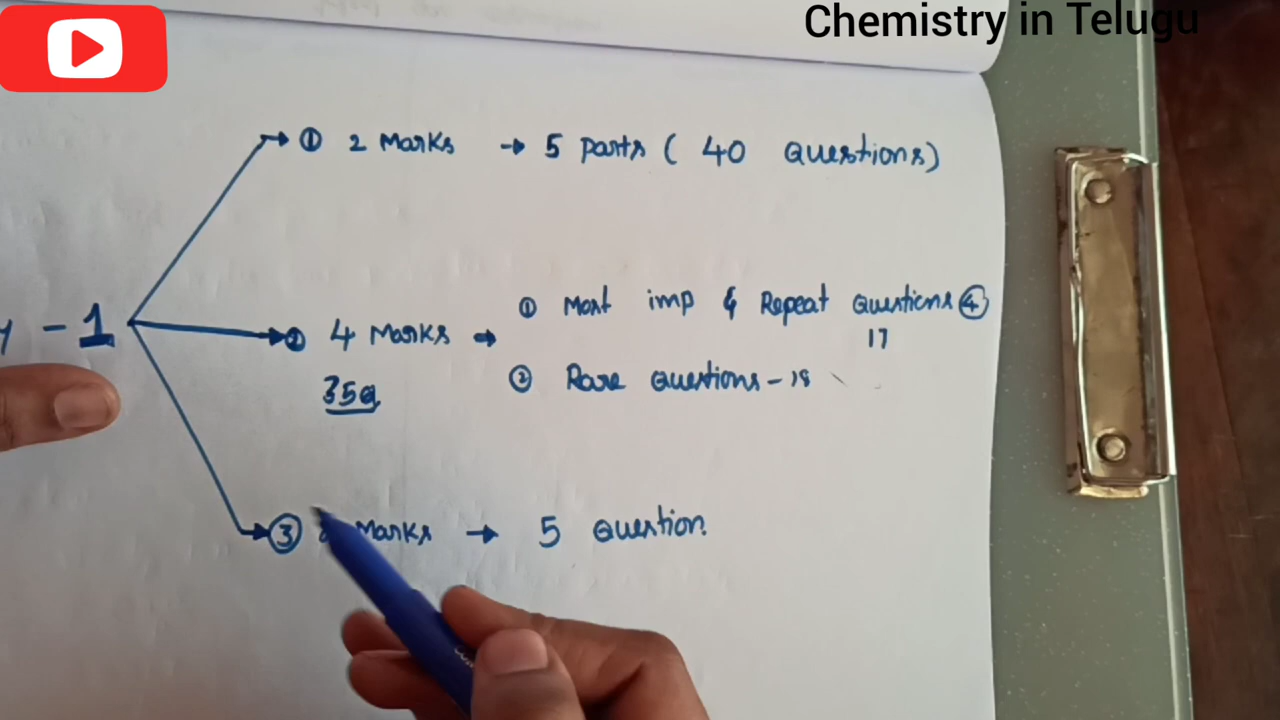 Chemistry in Telugu
① 2 Marks → 5 parts ( 40 Questions)
- 1
② 4 Marks →
35Q
① Most imp & Repeat Questions ④
17
② Rare Questions - 18
③ Marks → 5 Question